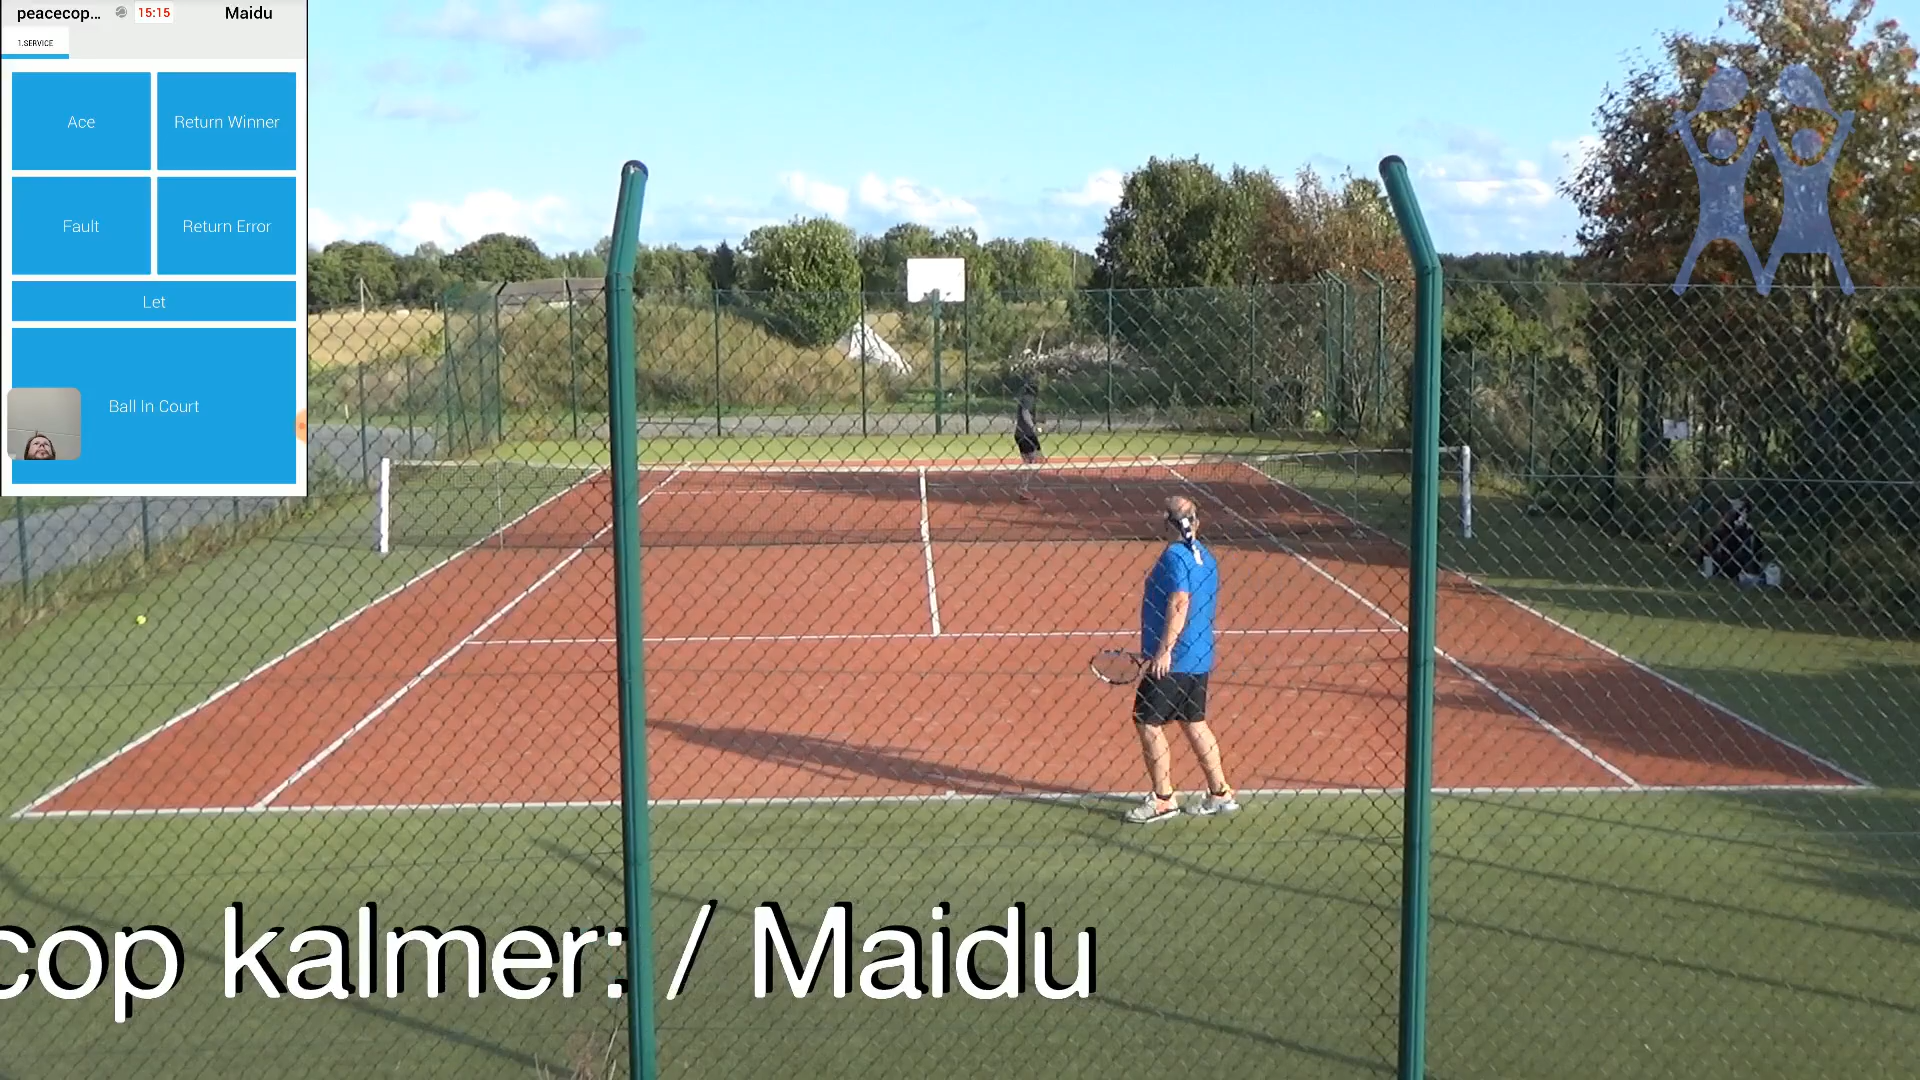 peacecop... 15:15 Maidu
1.SERVICE
Ace
Return Winner
Fault
Return Error
Let
Ball In Court
cop kalmer: / Maidu